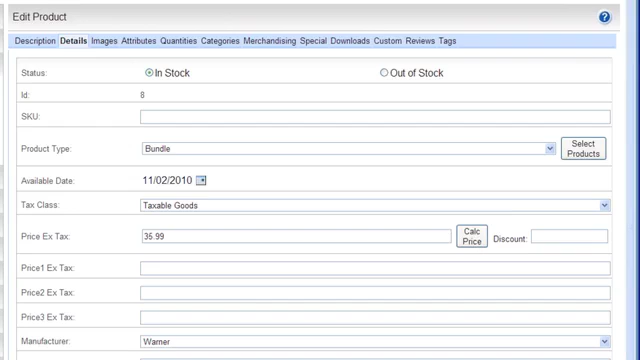 Edit Product
Description Details Images Attributes Quantities Categories Merchandising Special Downloads Custom Reviews Tags
Status: In Stock Out of Stock
Id: 8
SKU:
Product Type: Bundle Select Products
Available Date: 11/02/2010
Tax Class: Taxable Goods
Price Ex Tax: 35.99 Calc Price Discount:
Price1 Ex Tax:
Price2 Ex Tax:
Price3 Ex Tax:
Manufacturer: Warner